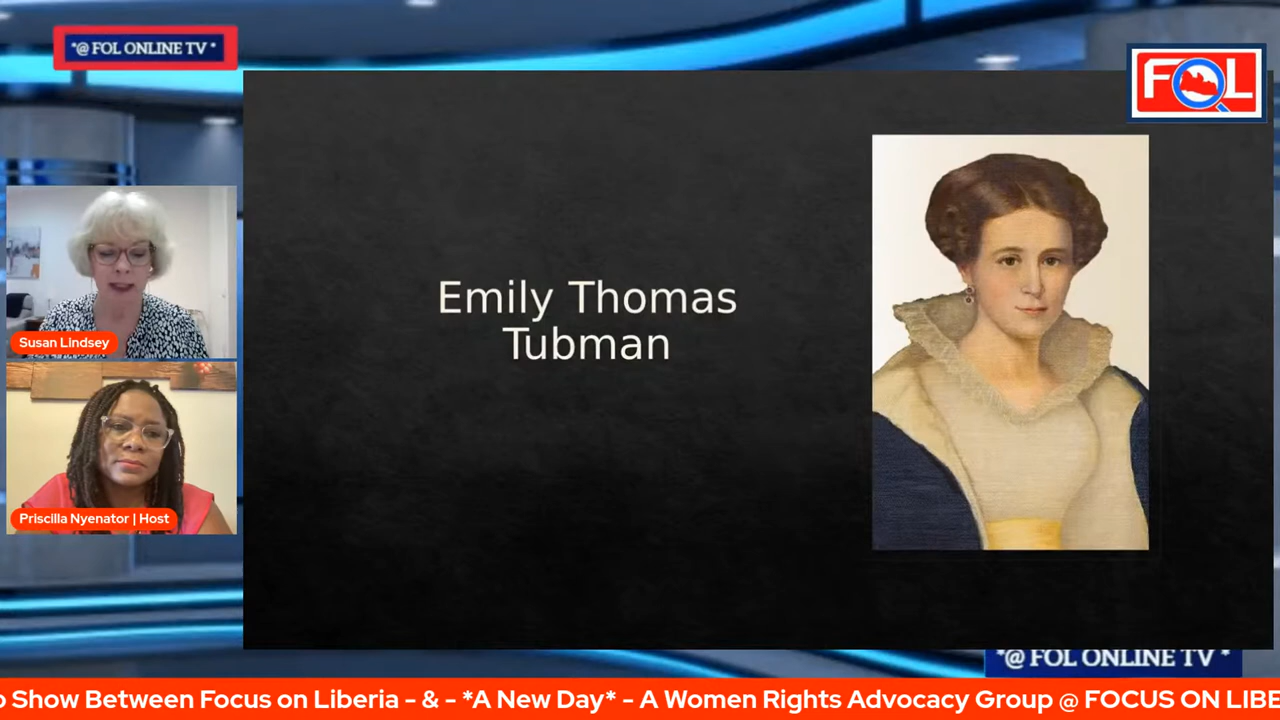 *@ FOL ONLINE TV *
FOL
Emily Thomas
Tubman
Susan Lindsey
Priscilla Nyenator | Host
*@ FOL ONLINE TV *
Show Between Focus on Liberia - & - *A New Day* - A Women Rights Advocacy Group @ FOCUS ON